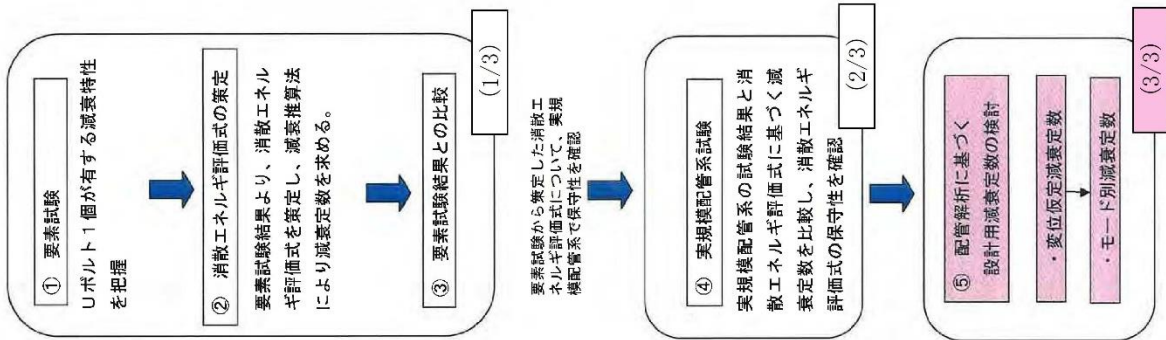 ① 要素試験
Uボルト1個が有する減衰特性
を把握
② 消散エネルギ評価式の策定
要素試験結果より、消散エネル
ギ評価式を策定し、減衰推算法
により減衰定数を求める。
③ 要素試験結果との比較
(1/3)
要素試験から策定した消散エ
ネルギ評価式について、実規
模配管系で保守性を確認
④ 実規模配管系試験
実規模配管系の試験結果と消
散エネルギ評価式に基づく減
衰定数を比較し、消散エネルギ
評価式の保守性を確認
(2/3)
⑤ 配管解析に基づく
設計用減衰定数の検討
・変位仮定減衰定数
・モード別減衰定数
(3/3)